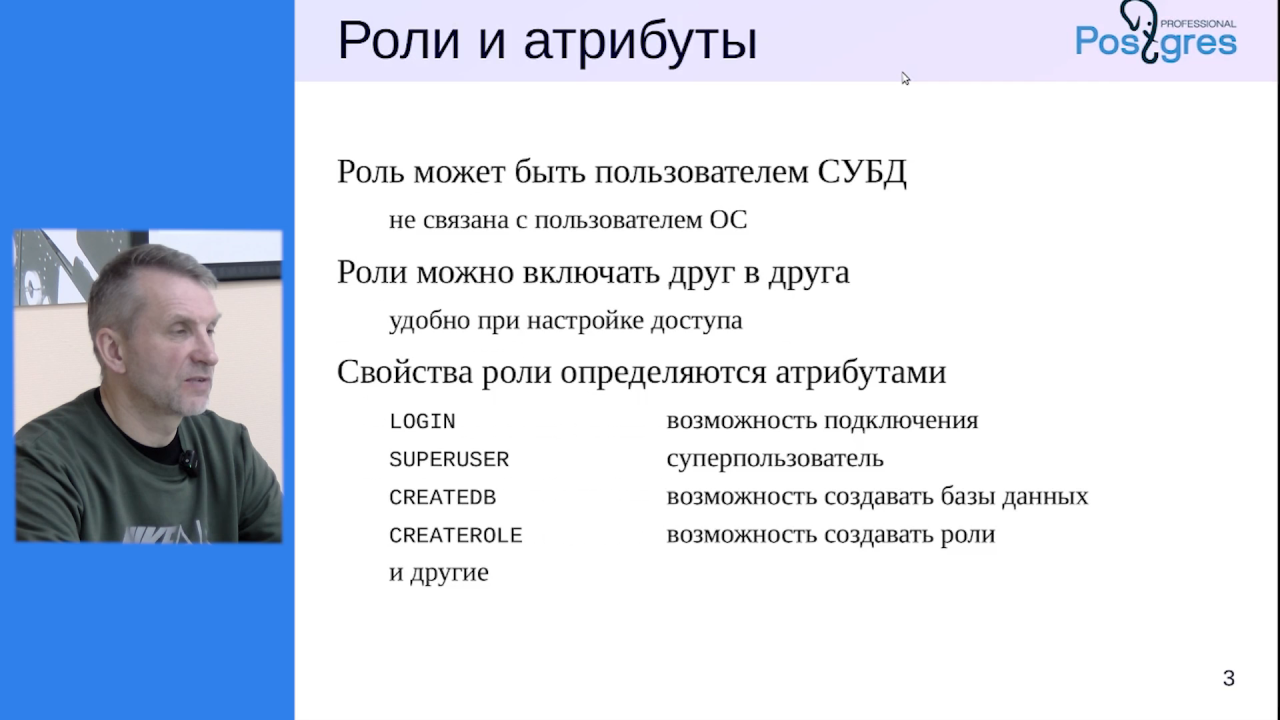 Роли и атрибуты
PROFESSIONAL
Postgres
Роль может быть пользователем СУБД
не связана с пользователем ОС
Роли можно включать друг в друга
удобно при настройке доступа
Свойства роли определяются атрибутами
LOGIN возможность подключения
SUPERUSER суперпользователь
CREATEDB возможность создавать базы данных
CREATEROLE возможность создавать роли
и другие
NIKE
3